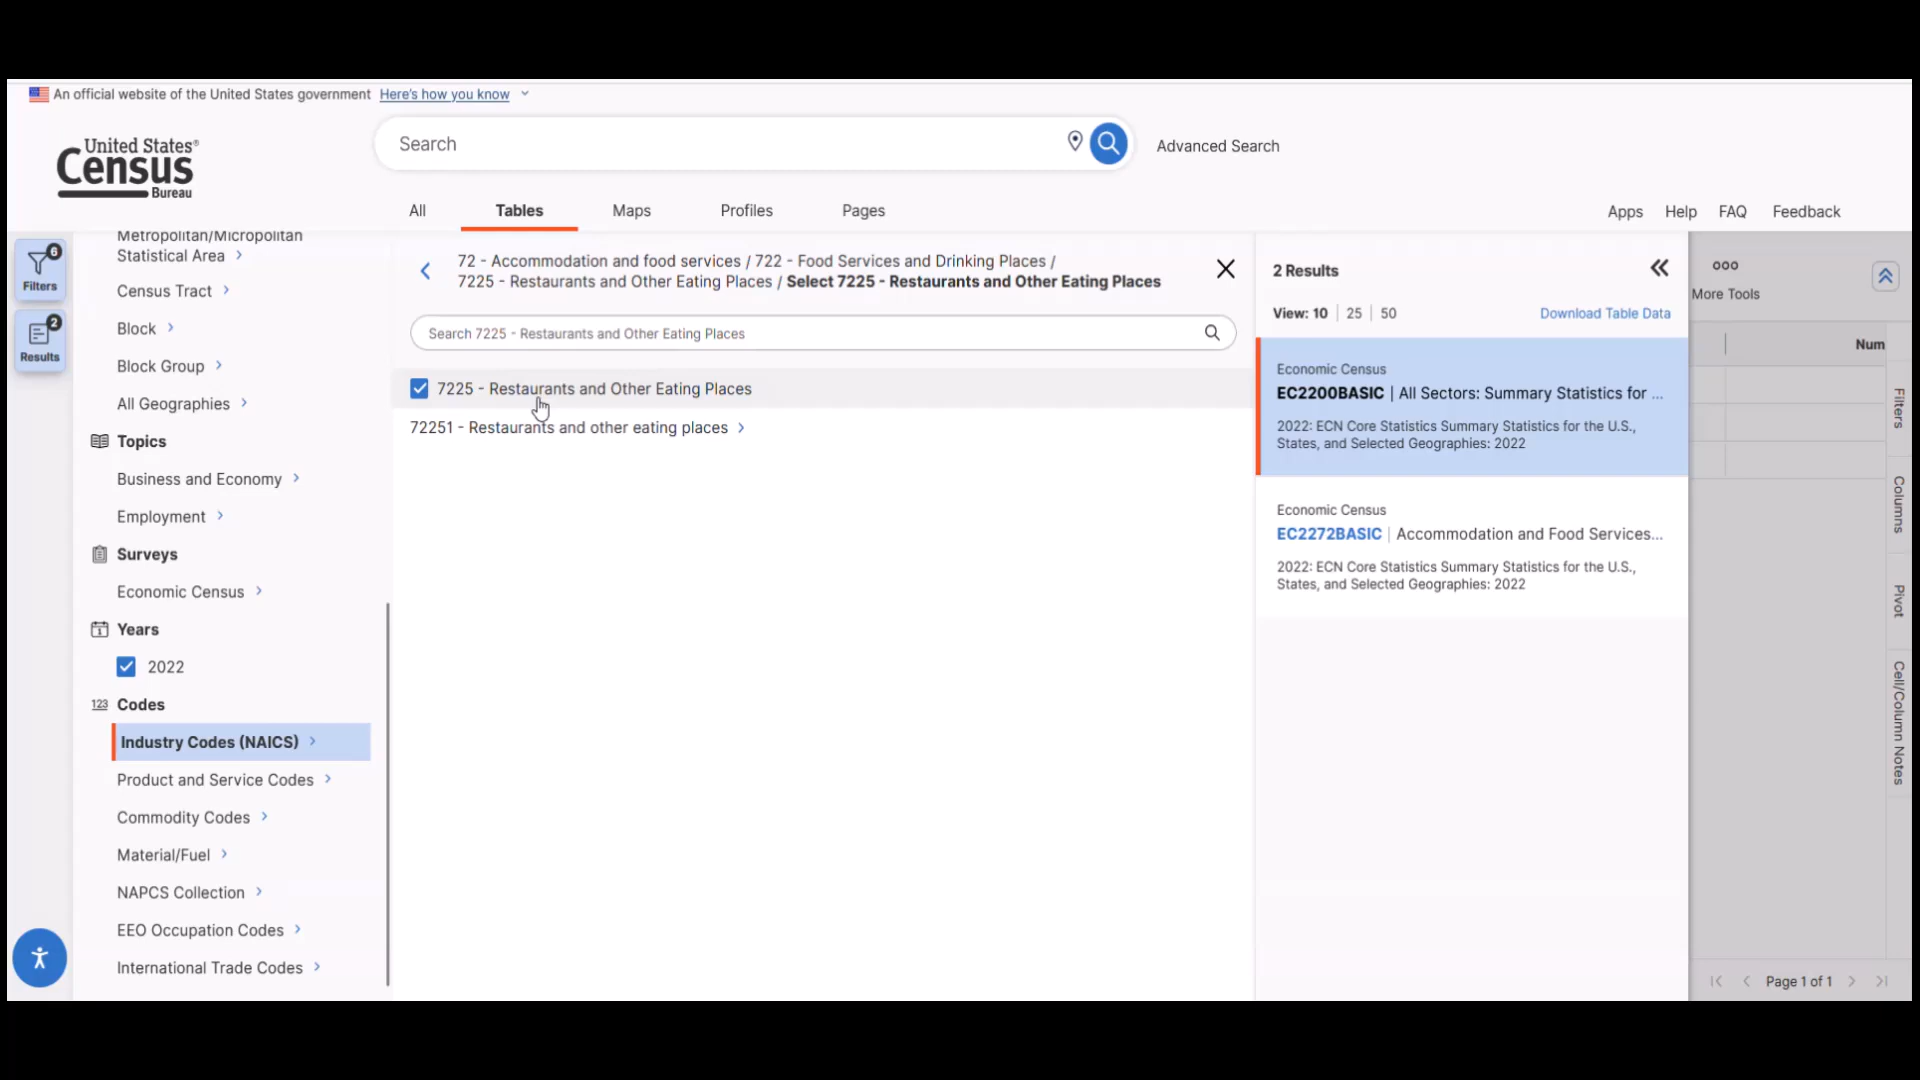 An official website of the United States government Here's how you know
United States®
Census
Bureau
Search
Advanced Search
All
Tables
Maps
Profiles
Pages
Apps
Help
FAQ
Feedback
6
Filters
2
Results
Metropolitan/Micropolitan
Statistical Area
Census Tract
Block
Block Group
All Geographies
Topics
Business and Economy
Employment
Surveys
Economic Census
Years
2022
123 Codes
Industry Codes (NAICS)
Product and Service Codes
Commodity Codes
Material/Fuel
NAPCS Collection
EEO Occupation Codes
International Trade Codes
72 - Accommodation and food services / 722 - Food Services and Drinking Places /
7225 - Restaurants and Other Eating Places / Select 7225 - Restaurants and Other Eating Places
Search 7225 - Restaurants and Other Eating Places
7225 - Restaurants and Other Eating Places
72251 - Restaurants and other eating places
2 Results
View: 10 | 25 | 50
Download Table Data
Economic Census
EC2200BASIC | All Sectors: Summary Statistics for ...
2022: ECN Core Statistics Summary Statistics for the U.S.,
States, and Selected Geographies: 2022
Economic Census
EC2272BASIC | Accommodation and Food Services...
2022: ECN Core Statistics Summary Statistics for the U.S.,
States, and Selected Geographies: 2022
More Tools
Num
Filters
Columns
Pivot
Cell/Column Notes
Page 1 of 1